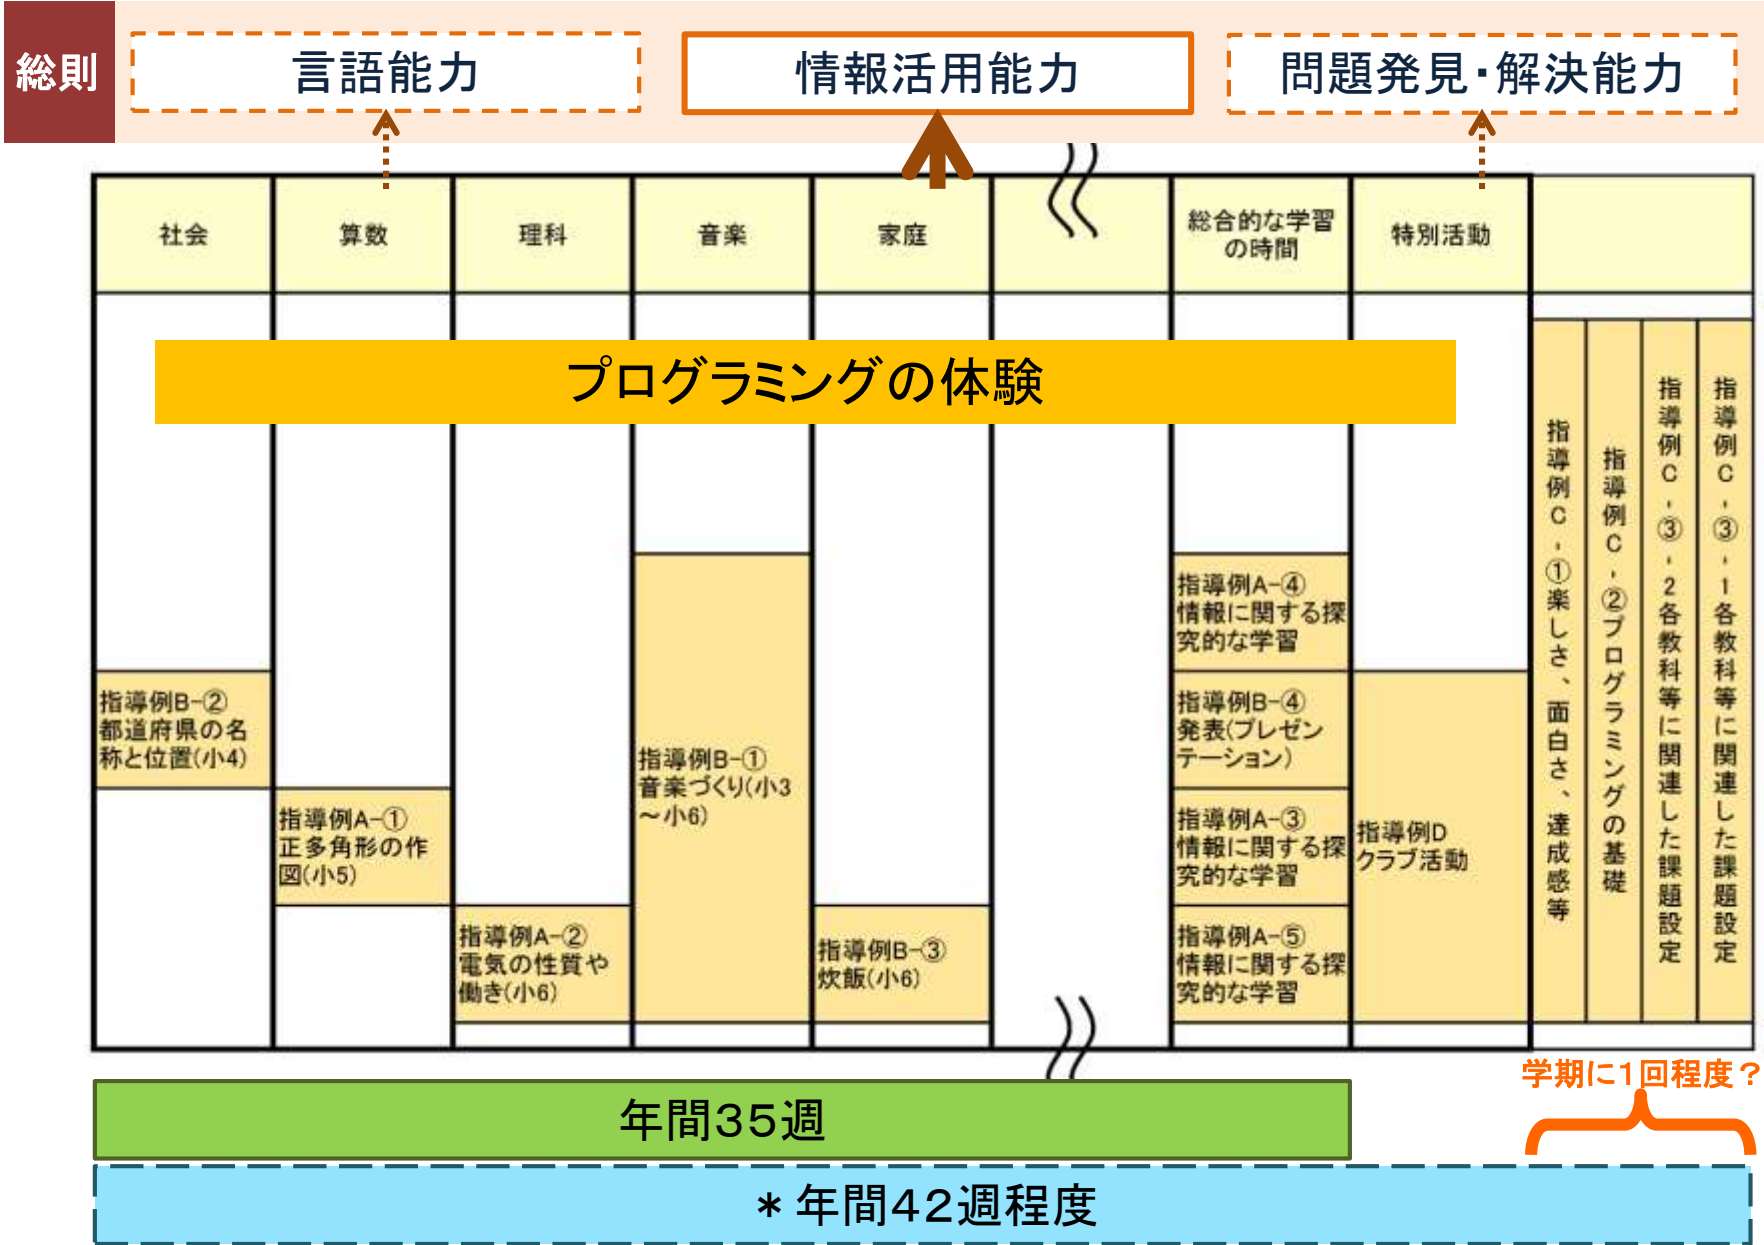 総則
言語能力
情報活用能力
問題発見・解決能力
社会
算数
理科
音楽
家庭
総合的な学習
の時間
特別活動
プログラミングの体験
指導例B-②
都道府県の名
称と位置(小4)
指導例A-①
正多角形の作
図(小5)
指導例A-②
電気の性質や
働き(小6)
指導例B-①
音楽づくり(小3
～小6)
指導例B-③
炊飯(小6)
指導例A-④
情報に関する探
究的な学習
指導例B-④
発表(プレゼン
テーション)
指導例A-③
情報に関する探
究的な学習
指導例A-⑤
情報に関する探
究的な学習
指導例D
クラブ活動
指導例C-③-1各教科等に関連した課題設定
指導例C-③-2各教科等に関連した課題設定
指導例C-②プログラミングの基礎
指導例C-①楽しさ、面白さ、達成感等
学期に1回程度？
年間35週
＊年間42週程度